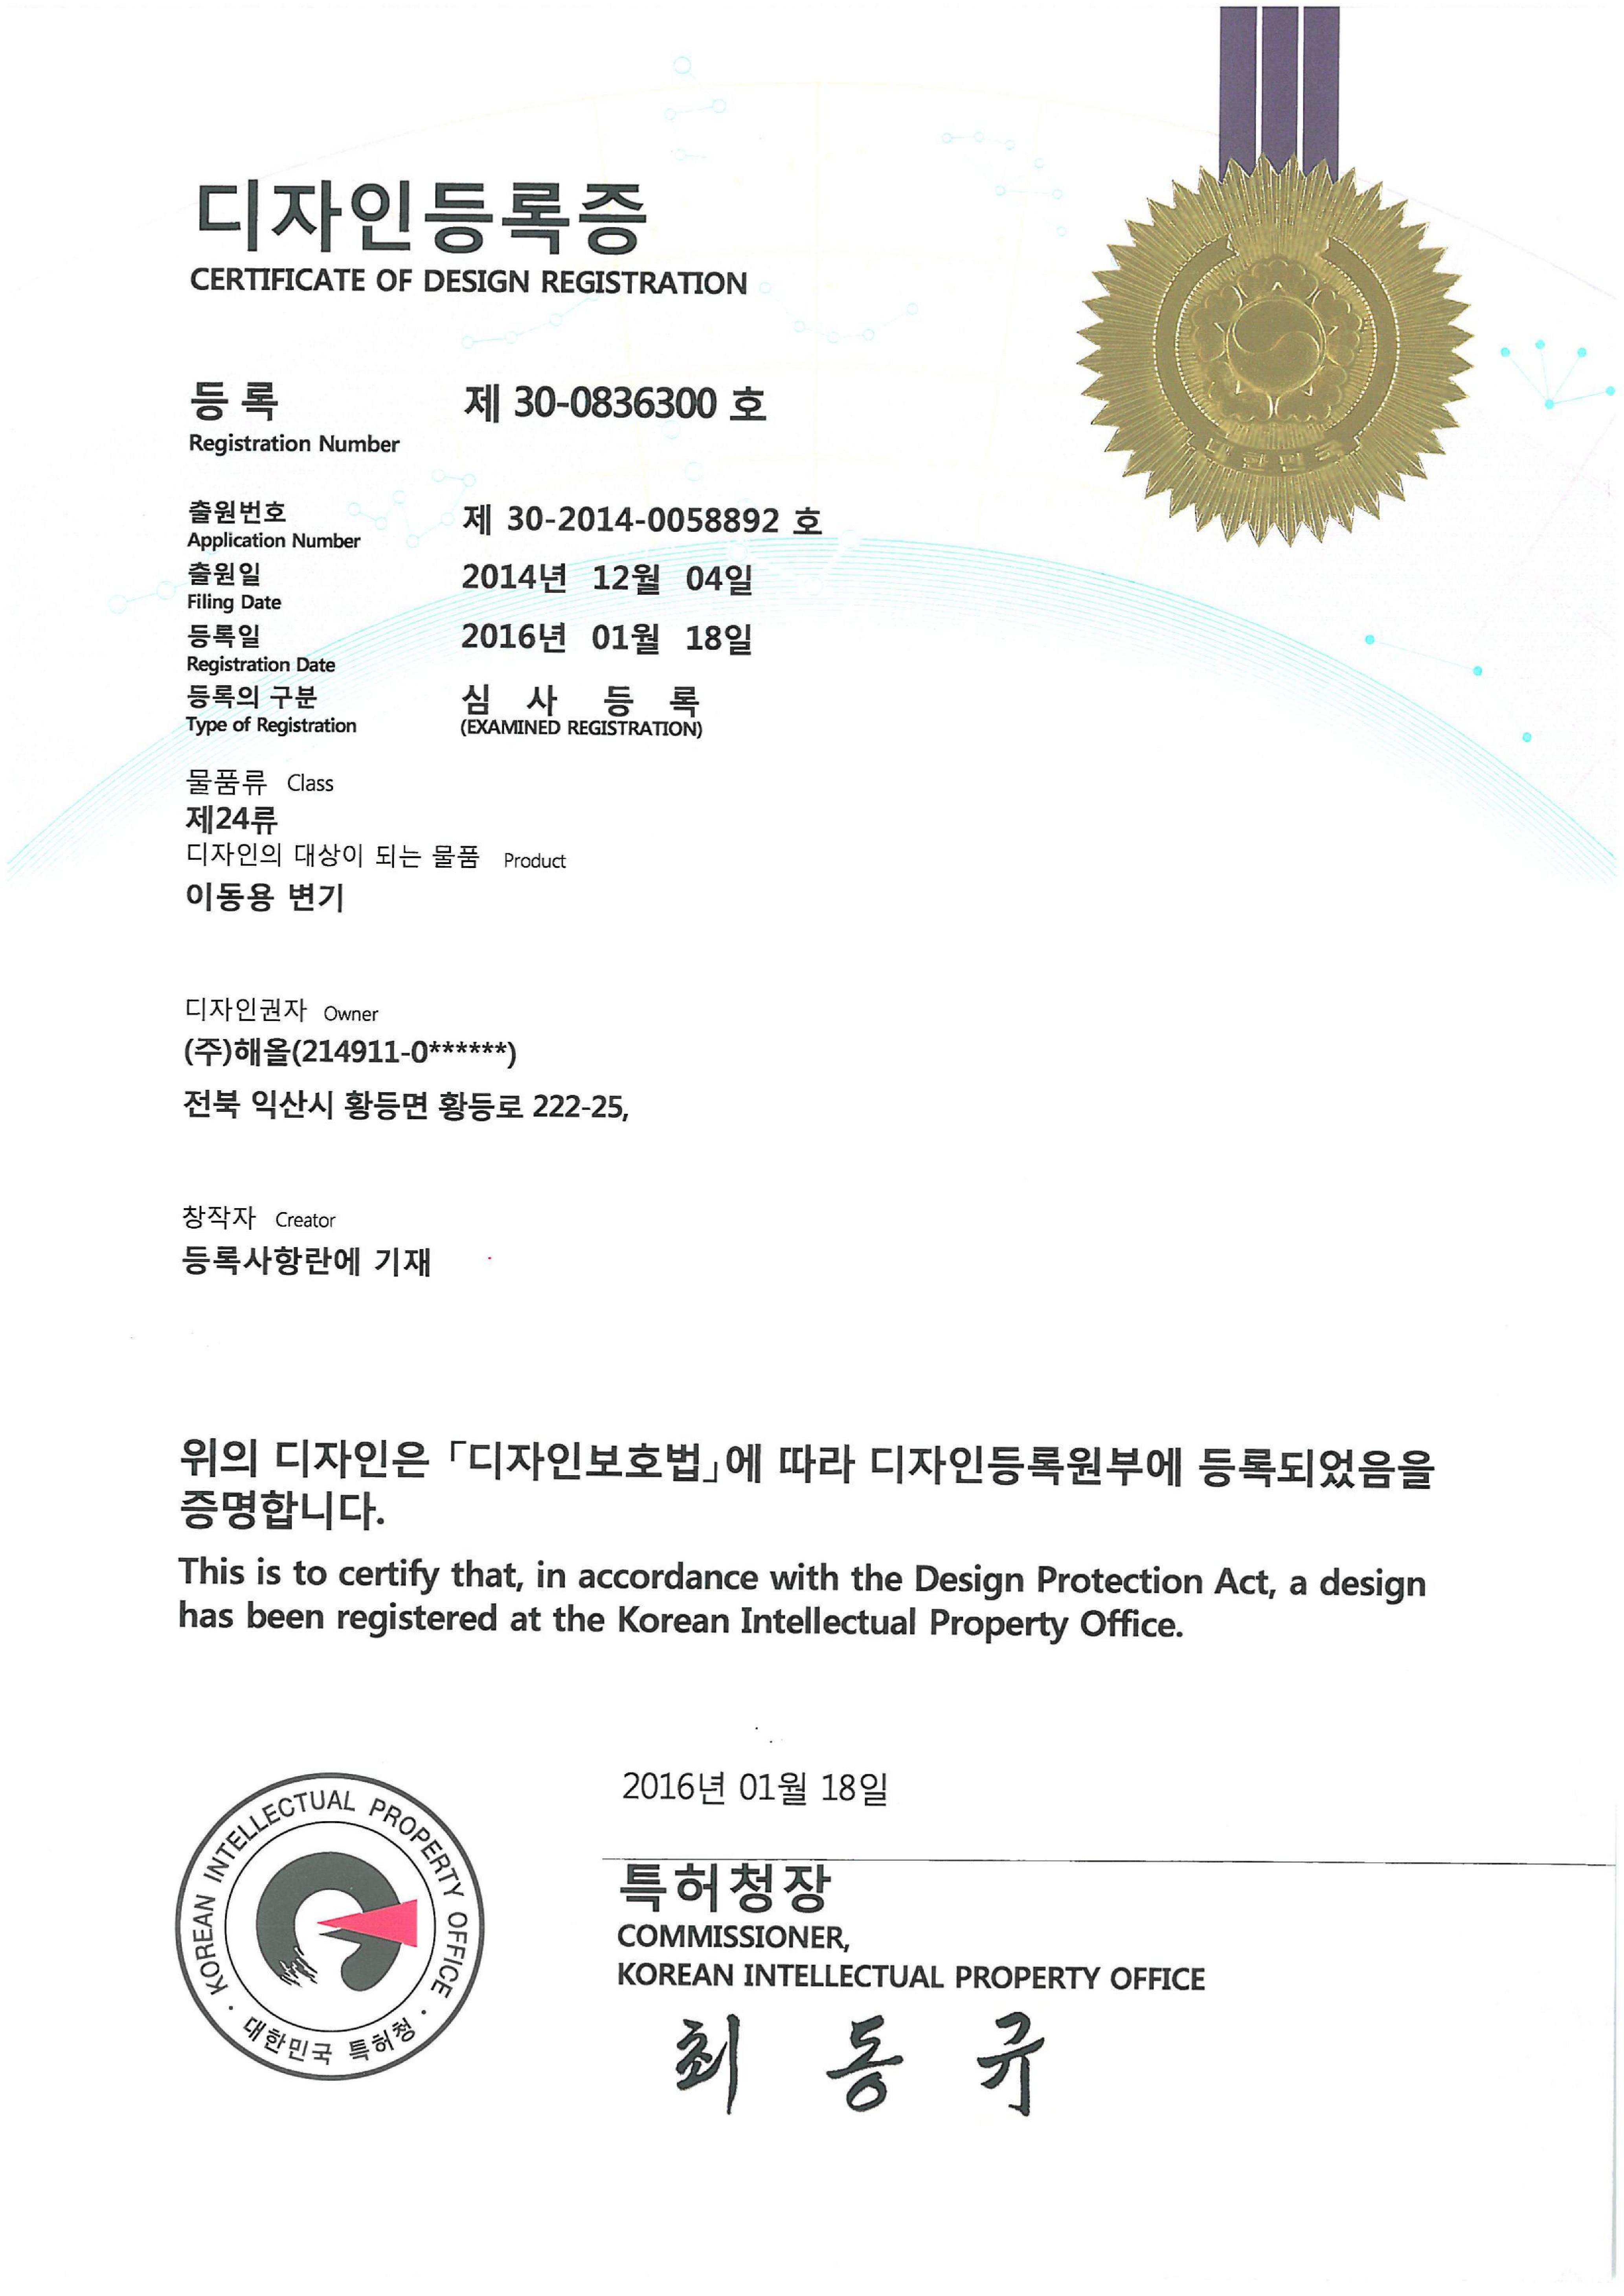 디자인등록증
CERTIFICATE OF DESIGN REGISTRATION
등록 제 30-0836300 호
Registration Number
출원번호 제 30-2014-0058892 호
Application Number
출원일 2014년 12월 04일
Filing Date
등록일 2016년 01월 18일
Registration Date
등록의 구분 심 사 등 록
Type of Registration (EXAMINED REGISTRATION)
물품류 Class
제24류
디자인의 대상이 되는 물품 Product
이동용 변기
디자인권자 Owner
(주)해올(214911-0******)
전북 익산시 황등면 황등로 222-25,
창작자 Creator
등록사항란에 기재
위의 디자인은 「디자인보호법」에 따라 디자인등록원부에 등록되었음을
증명합니다.
This is to certify that, in accordance with the Design Protection Act, a design
has been registered at the Korean Intellectual Property Office.
2016년 01월 18일
특허청장
COMMISSIONER,
KOREAN INTELLECTUAL PROPERTY OFFICE
최 동 규
KOREAN INTELLECTUAL PROPERTY OFFICE
대한민국 특허청
대한민국